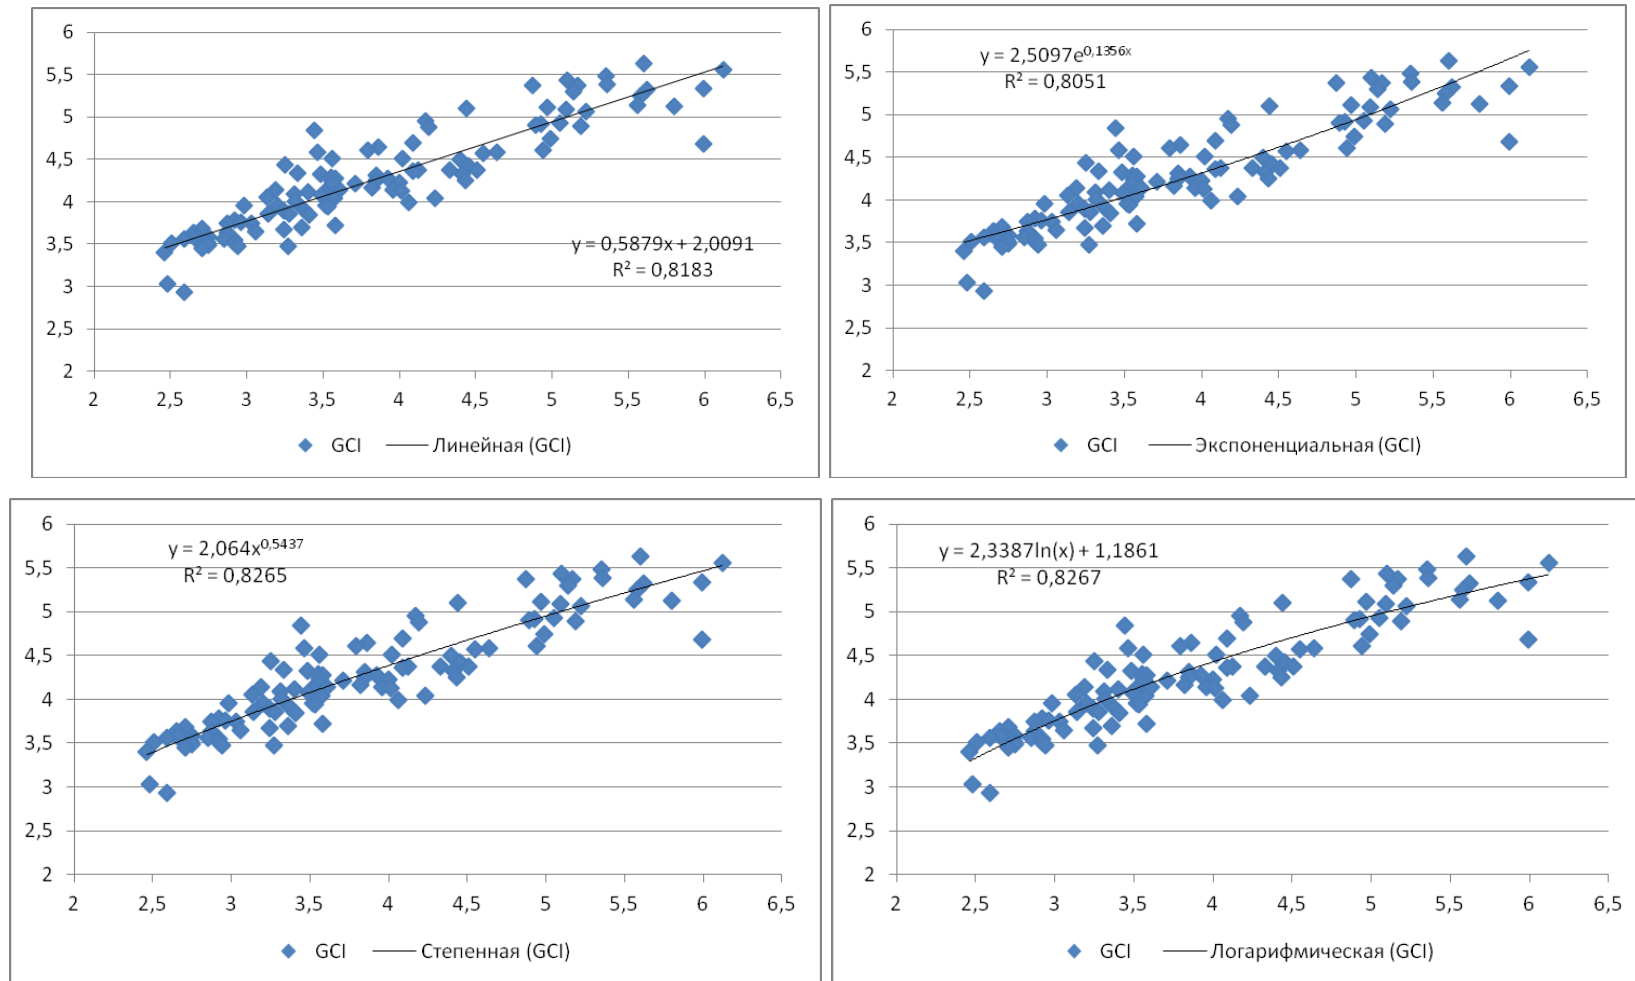 6
5,5
5
4,5
4
3,5
3
2,5
2
y = 0,5879x + 2,0091
R² = 0,8183
2 2,5 3 3,5 4 4,5 5 5,5 6 6,5
GCI Линейная (GCI)
6
5,5
5
4,5
4
3,5
3
2,5
2
y = 2,5097e^0,1356x
R² = 0,8051
2 2,5 3 3,5 4 4,5 5 5,5 6 6,5
GCI Экспоненциальная (GCI)
6
5,5
5
4,5
4
3,5
3
2,5
2
y = 2,064x^0,5437
R² = 0,8265
2 2,5 3 3,5 4 4,5 5 5,5 6 6,5
GCI Степенная (GCI)
6
5,5
5
4,5
4
3,5
3
2,5
2
y = 2,3387ln(x) + 1,1861
R² = 0,8267
2 2,5 3 3,5 4 4,5 5 5,5 6 6,5
GCI Логарифмическая (GCI)